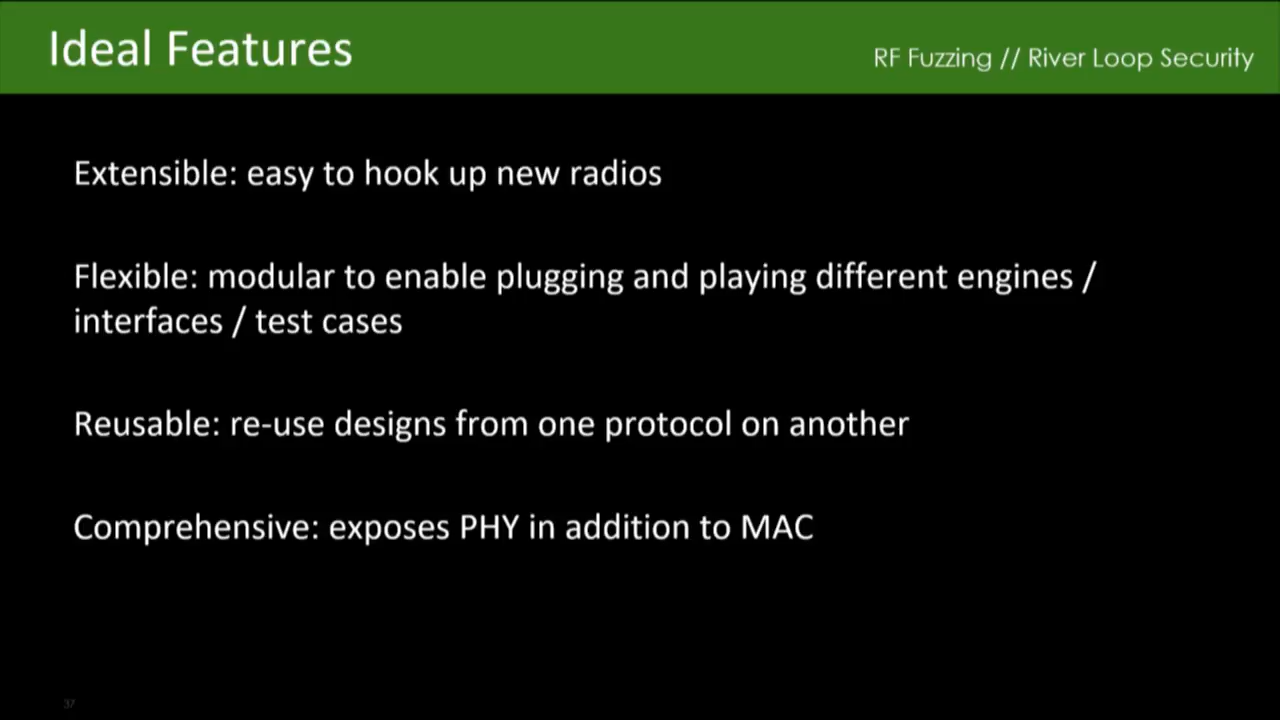 Ideal Features
RF Fuzzing // River Loop Security
Extensible: easy to hook up new radios
Flexible: modular to enable plugging and playing different engines /
interfaces / test cases
Reusable: re-use designs from one protocol on another
Comprehensive: exposes PHY in addition to MAC
37